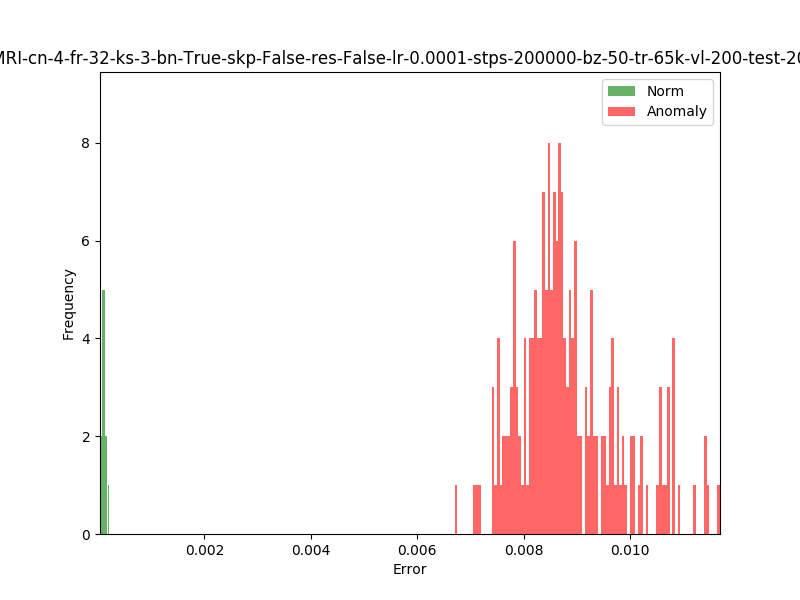 MRI-cn-4-fr-32-ks-3-bn-True-skp-False-res-False-lr-0.0001-stps-200000-bz-50-tr-65k-vl-200-test-20
Norm
Anomaly
8
6
4
2
0
Frequency
0.002 0.004 0.006 0.008 0.010
Error